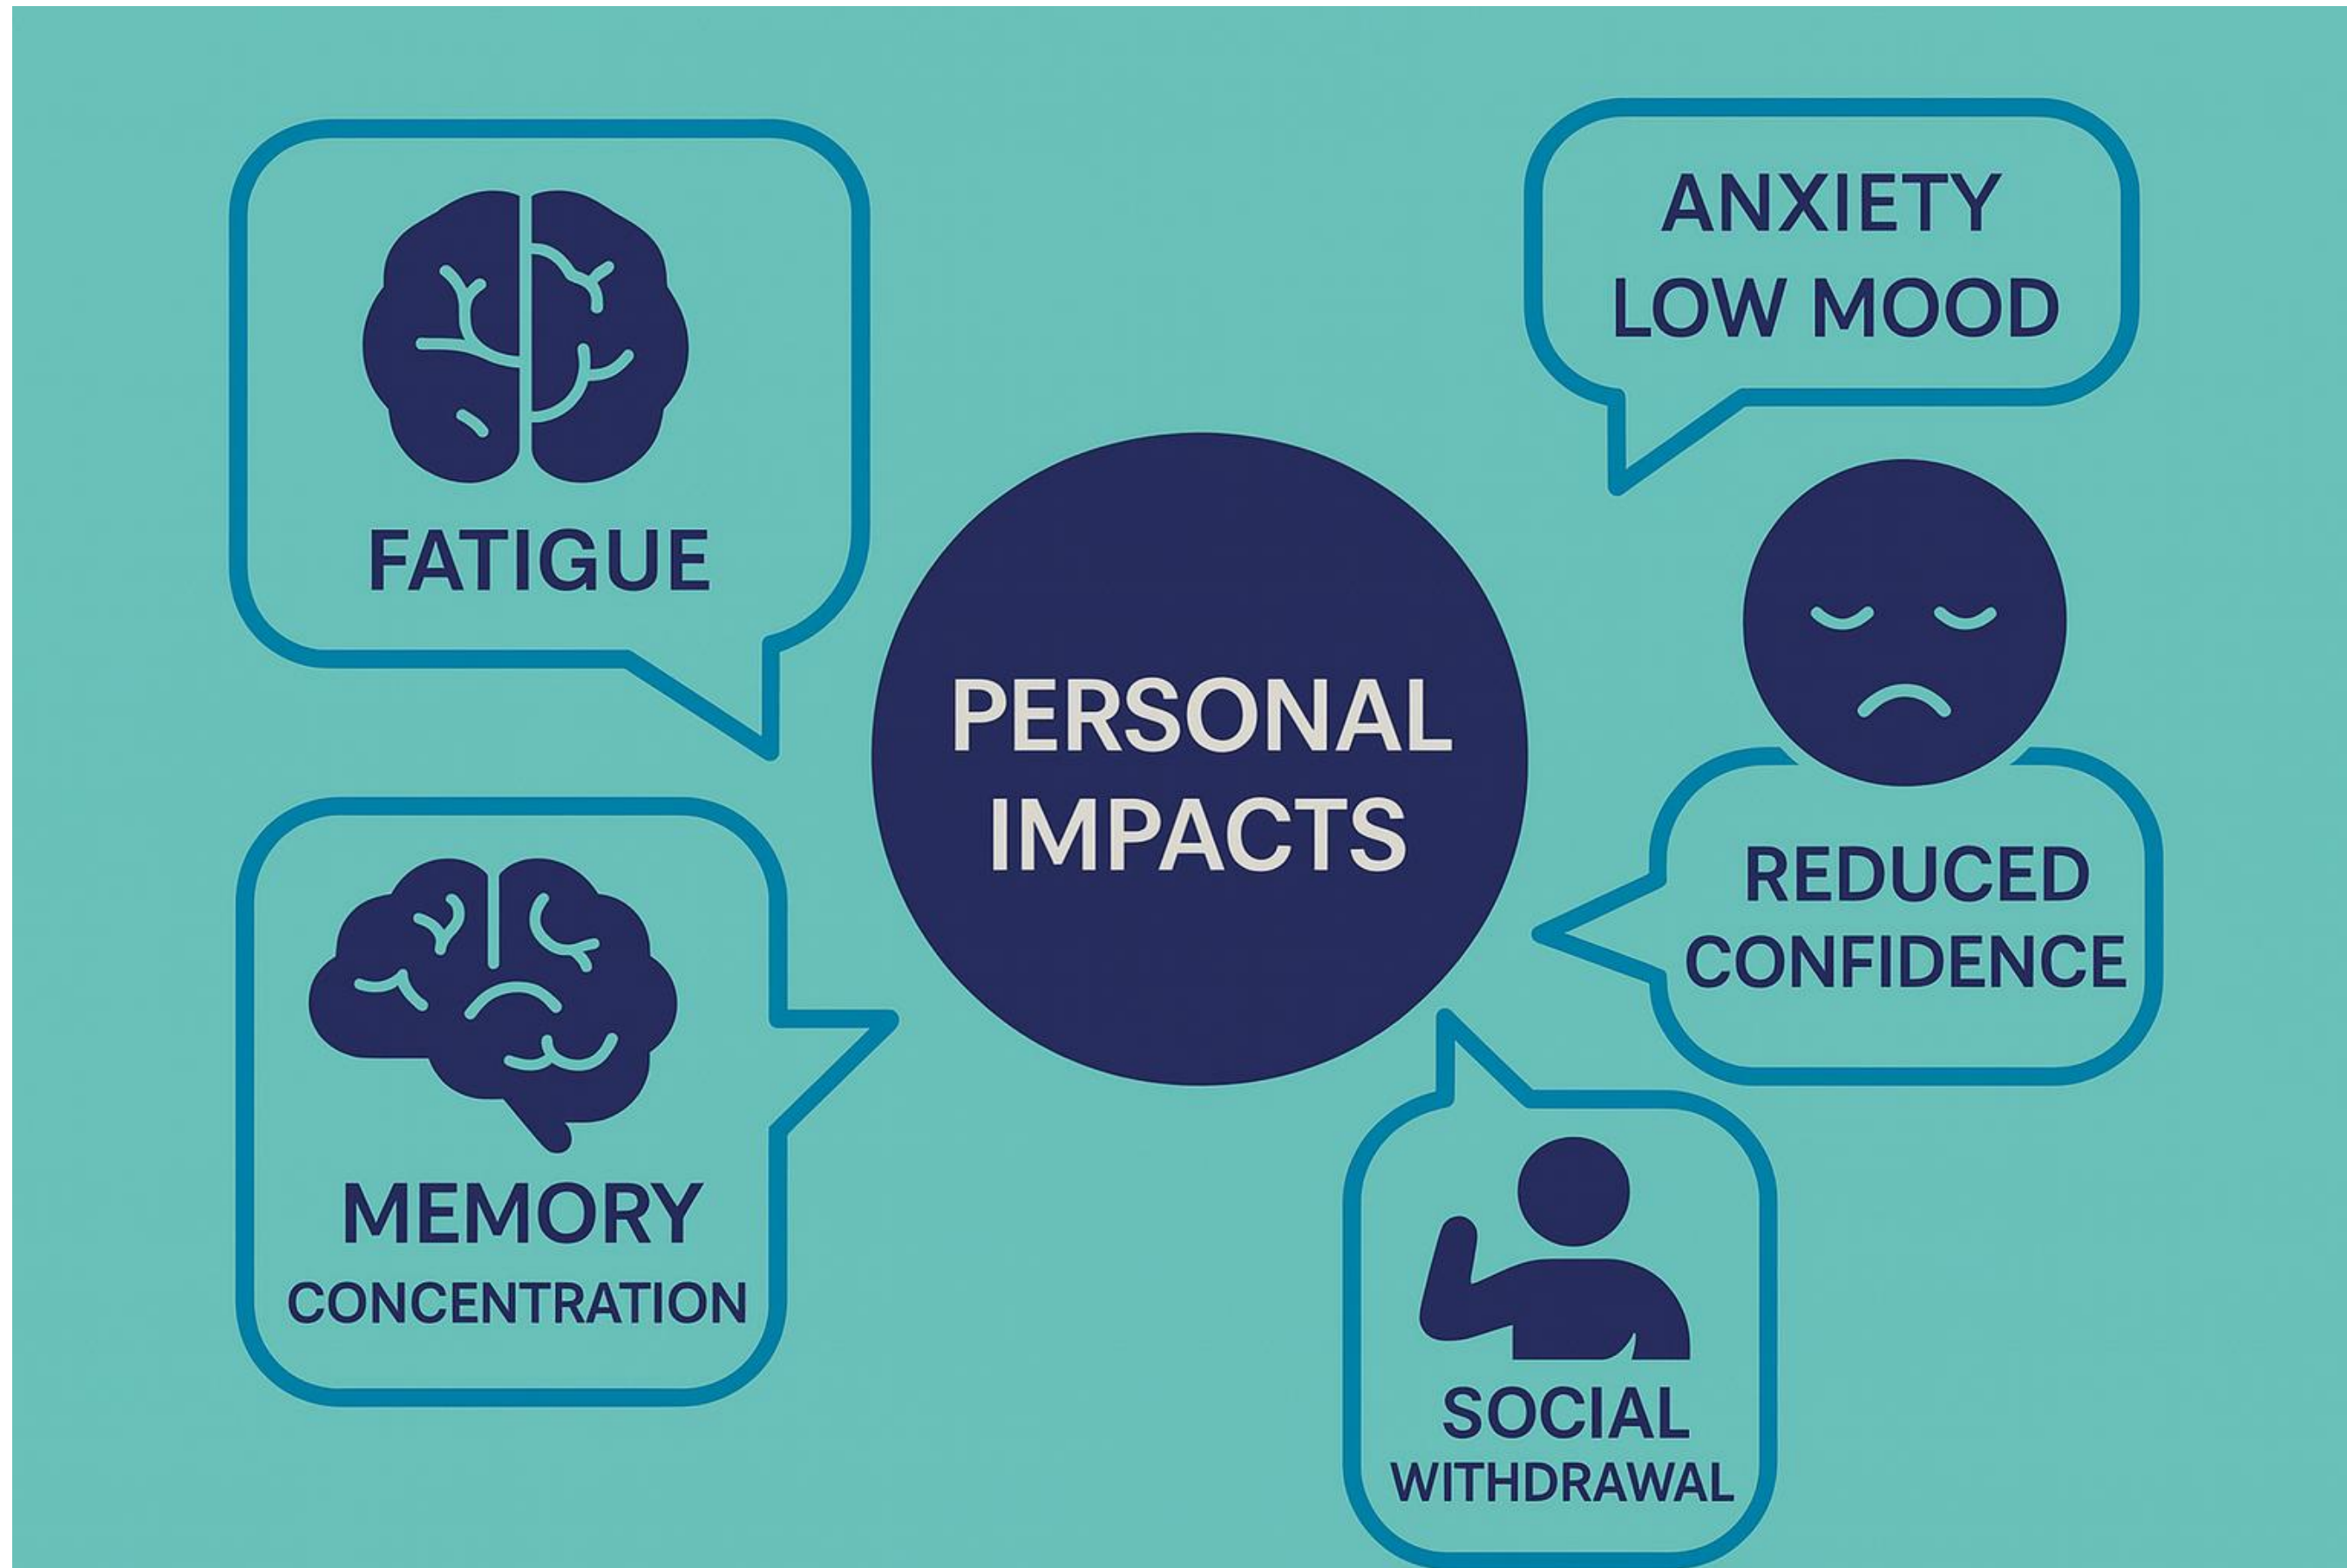 FATIGUE
ANXIETY
LOW MOOD
PERSONAL
IMPACTS
REDUCED
CONFIDENCE
MEMORY
CONCENTRATION
SOCIAL
WITHDRAWAL